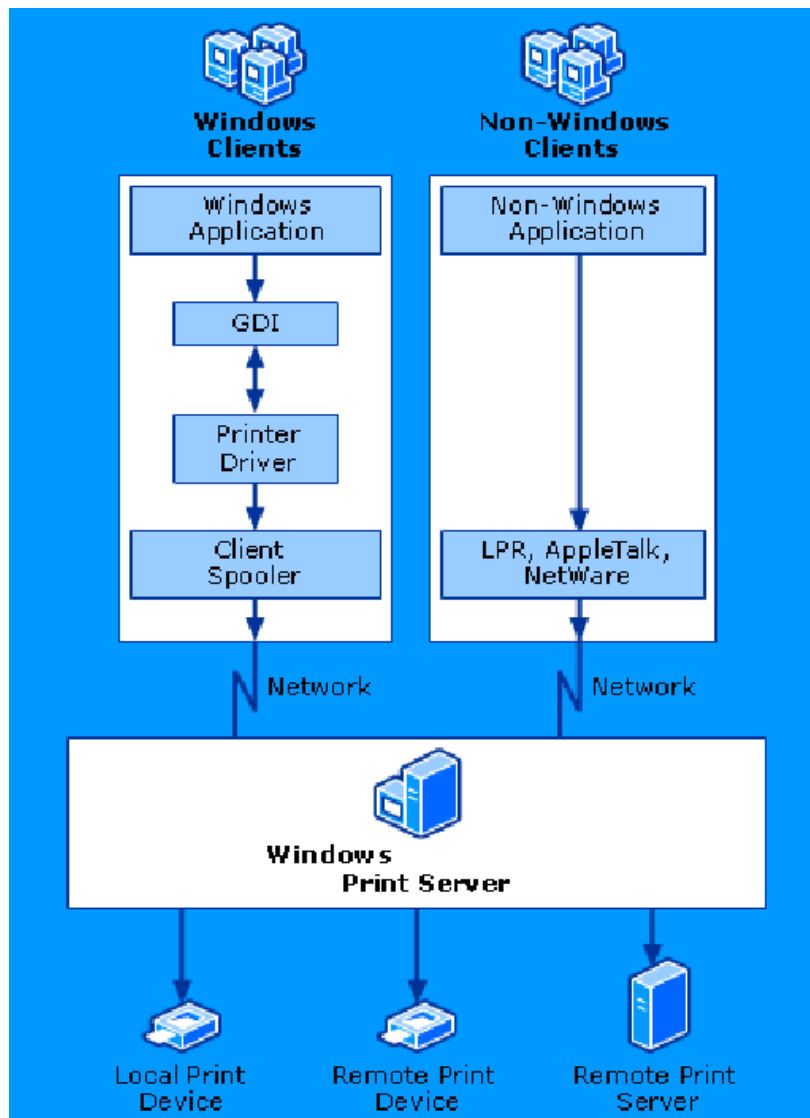 Windows
Clients
Non-Windows
Clients
Windows
Application
GDI
Printer
Driver
Client
Spooler
Non-Windows
Application
LPR, AppleTalk,
NetWare
Network
Network
Windows
Print Server
Local Print
Device
Remote Print
Device
Remote Print
Server